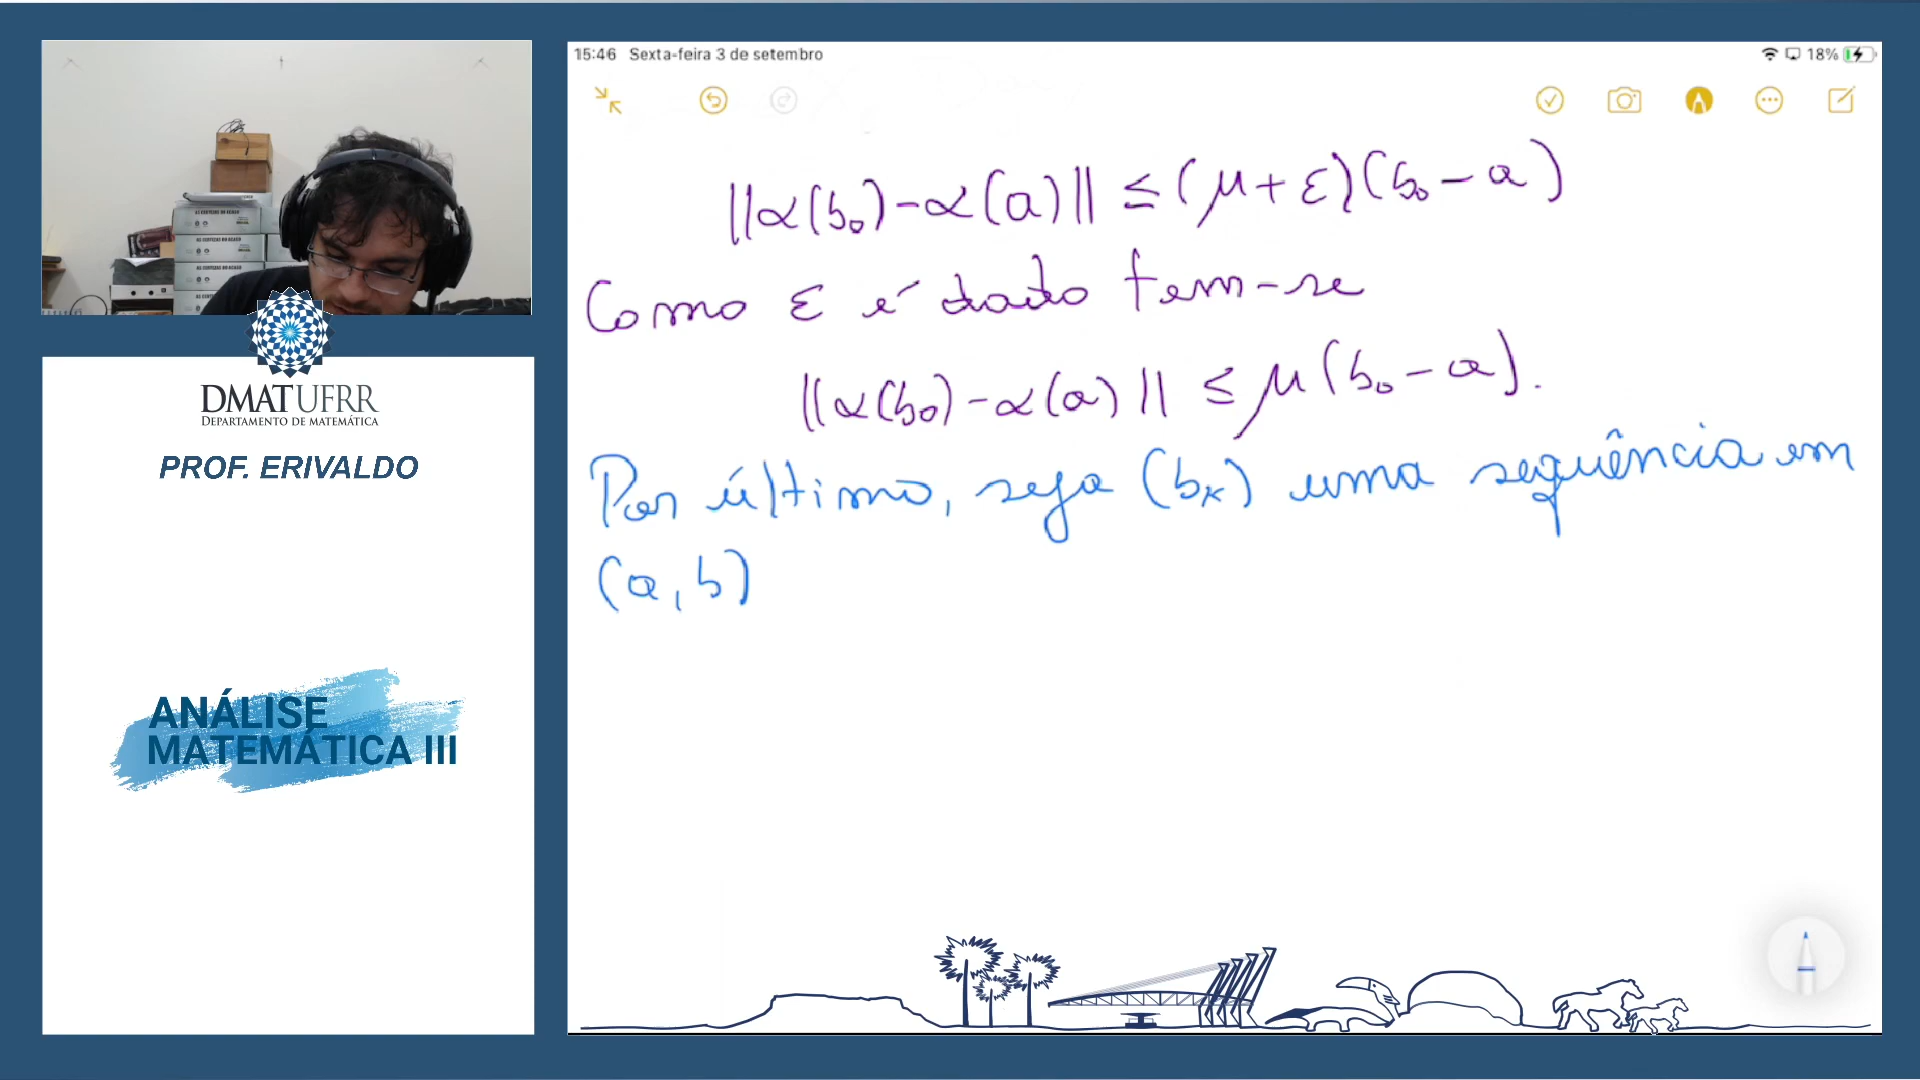 15:46 Sexta-feira 3 de setembro
18%
||α(b₀)-α(a)|| ≤ (μ+ε)(b₀-a)
Como ε é dado tem-se
||α(b₀)-α(a)|| ≤ μ(b₀-a).
Por último, seja (bₖ) uma sequência em
(a,b)
DMATUFRR
DEPARTAMENTO DE MATEMÁTICA
PROF. ERIVALDO
ANÁLISE
MATEMÁTICA III